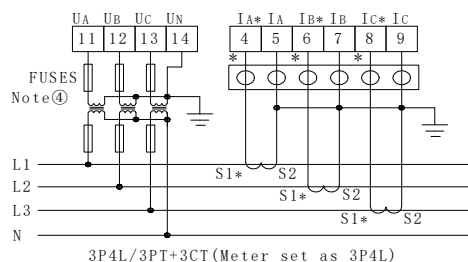 UA UB UC UN IA* IA IB* IB IC* IC
11 12 13 14 4 5 6 7 8 9
* * *
FUSES
Note④
L1
S1* S2
L2
S1* S2
L3
S1* S2
N
3P4L/3PT+3CT(Meter set as 3P4L)